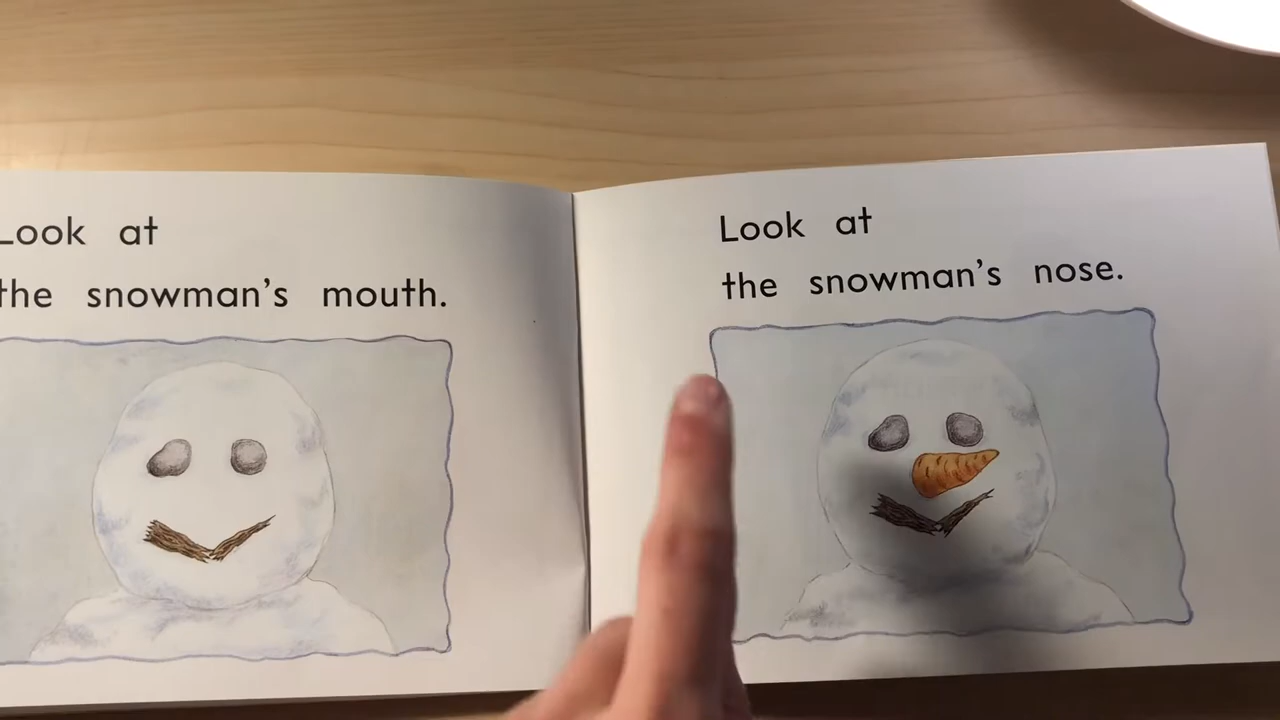 Look at
the snowman's mouth.
Look at
the snowman's nose.